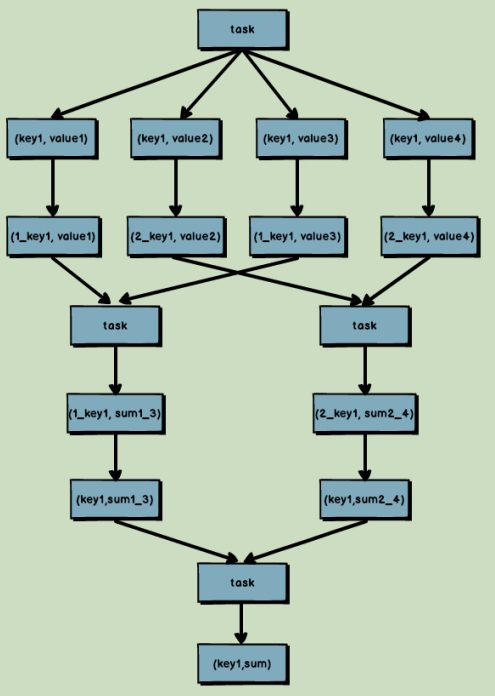 task
(key1, value1)
(key1, value2)
(key1, value3)
(key1, value4)
(1_key1, value1)
(2_key1, value2)
(1_key1, value3)
(2_key1, value4)
task
task
(1_key1, sum1_3)
(2_key1, sum2_4)
(key1,sum1_3)
(key1,sum2_4)
task
(key1,sum)